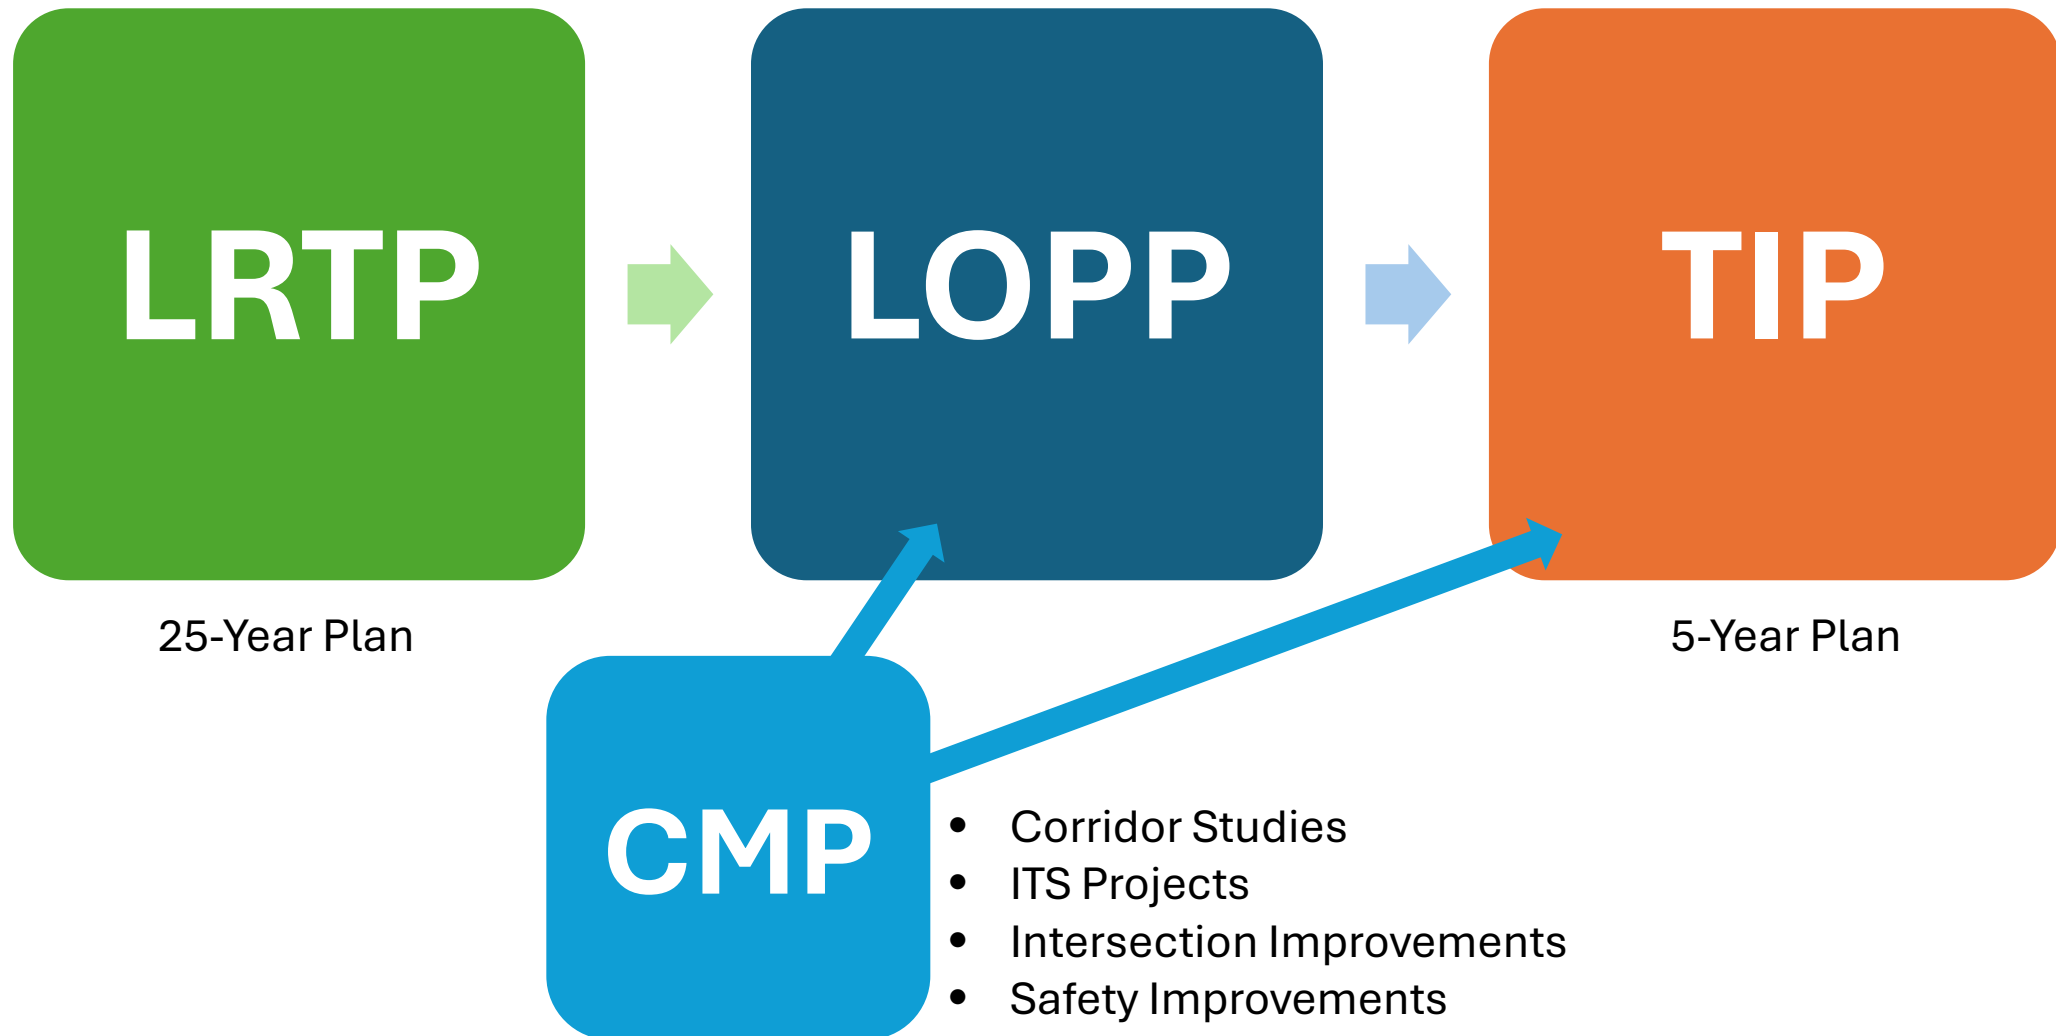 LRTP
LOPP
TIP
25-Year Plan
5-Year Plan
CMP
• Corridor Studies
• ITS Projects
• Intersection Improvements
• Safety Improvements